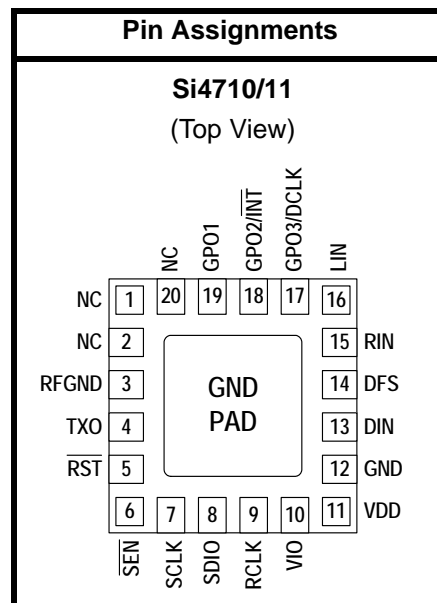 Pin Assignments
Si4710/11
(Top View)
NC
GPO1
GPO2/INT
GPO3/DCLK
LIN
NC 1 20 19 18 17 16
NC 2 15 RIN
RFGND 3 GND 14 DFS
TXO 4 PAD 13 DIN
RST 5 12 GND
6 7 8 9 10 11 VDD
SEN
SCLK
SDIO
RCLK
VIO